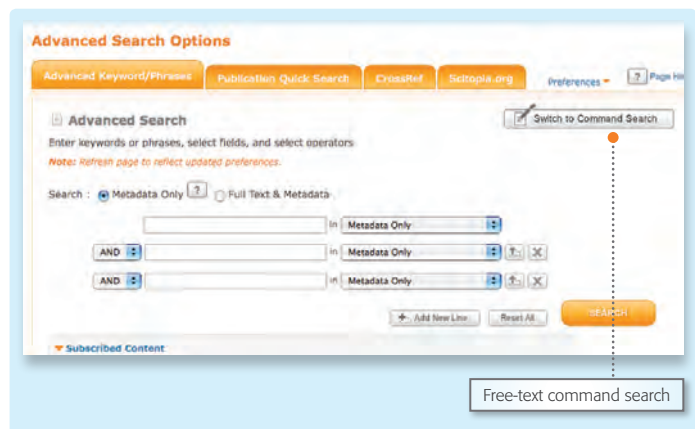 Advanced Search Options
Advanced Keyword/Phrases Publication Quick Search CrossRef Scitopia.org Preferences ? Page
Advanced Search Switch to Command Search
Enter keywords or phrases, select fields, and select operators
Note: Refresh page to reflect updated preferences.
Search : Metadata Only ? Full Text & Metadata
in Metadata Only
AND in Metadata Only
AND in Metadata Only
+ Add New Line Reset All SEARCH
Subscribed Content
Free-text command search